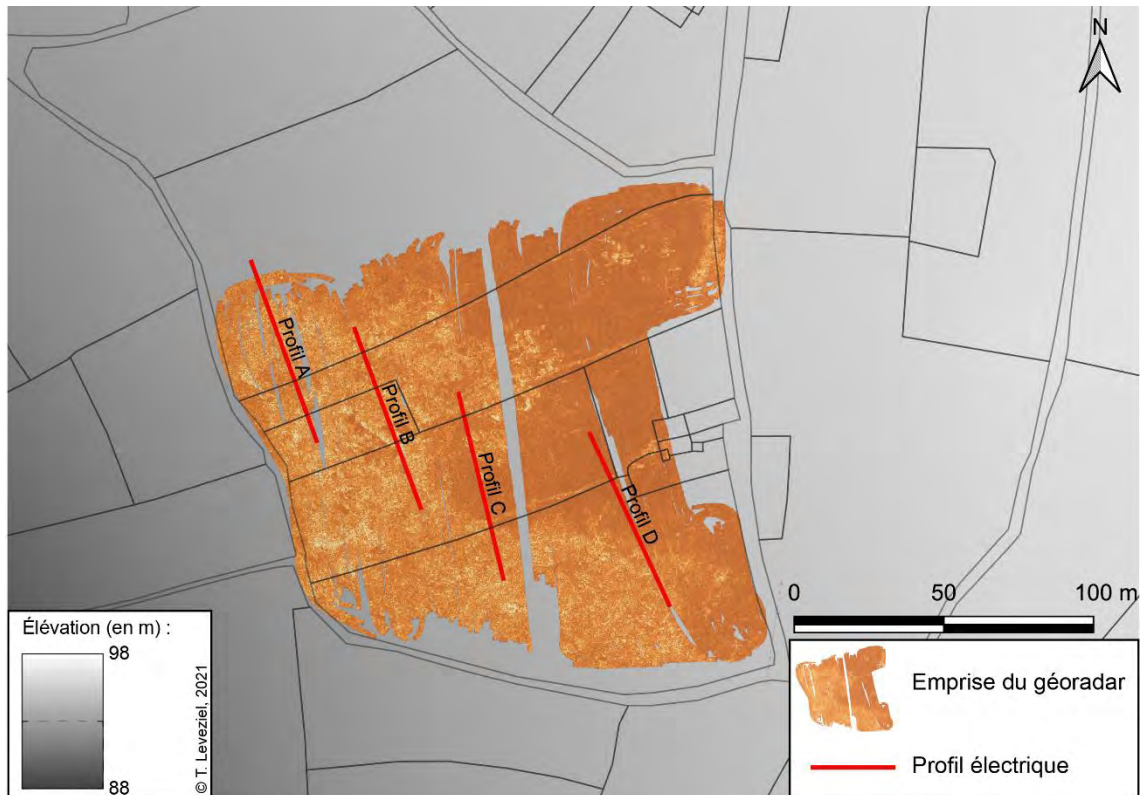 N
Profil A
Profil B
Profil C
Profil D
0 50 100 m
Élévation (en m) :
98
88
© T. Leveziel, 2021
Emprise du géoradar
Profil électrique